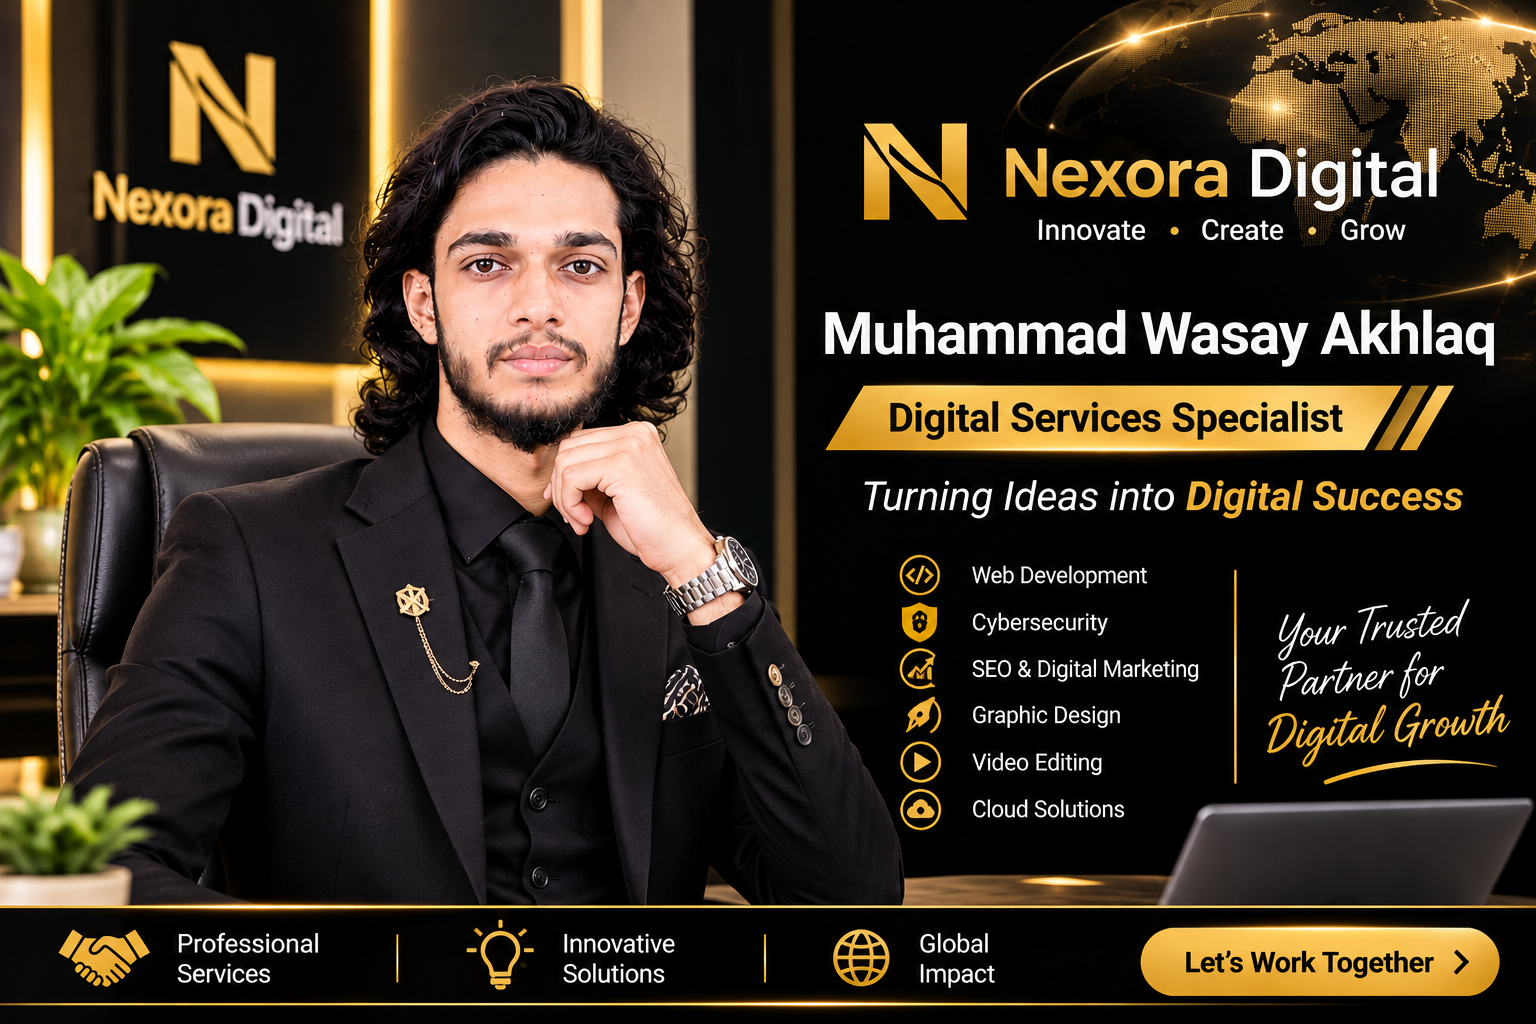 Nexora Digital
Nexora Digital
Innovate • Create • Grow
Muhammad Wasay Akhlaq
Digital Services Specialist
Turning Ideas into Digital Success
Web Development
Cybersecurity
SEO & Digital Marketing
Graphic Design
Video Editing
Cloud Solutions
Your Trusted
Partner for
Digital Growth
Professional
Services
Innovative
Solutions
Global
Impact
Let's Work Together